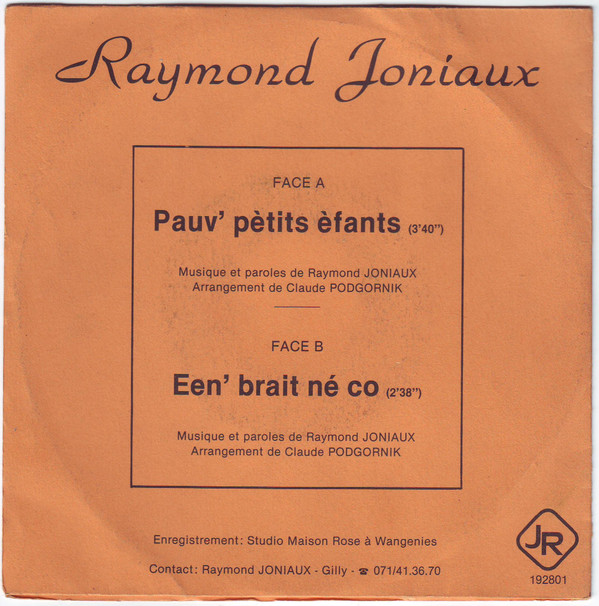 Raymond Joniaux
FACE A
Pauv' pètits èfants (3'40")
Musique et paroles de Raymond JONIAUX
Arrangement de Claude PODGORNIK
FACE B
Een' brait né co (2'38")
Musique et paroles de Raymond JONIAUX
Arrangement de Claude PODGORNIK
Enregistrement: Studio Maison Rose à Wangenies
Contact: Raymond JONIAUX - Gilly - ☎ 071/41.36.70
JR
192801